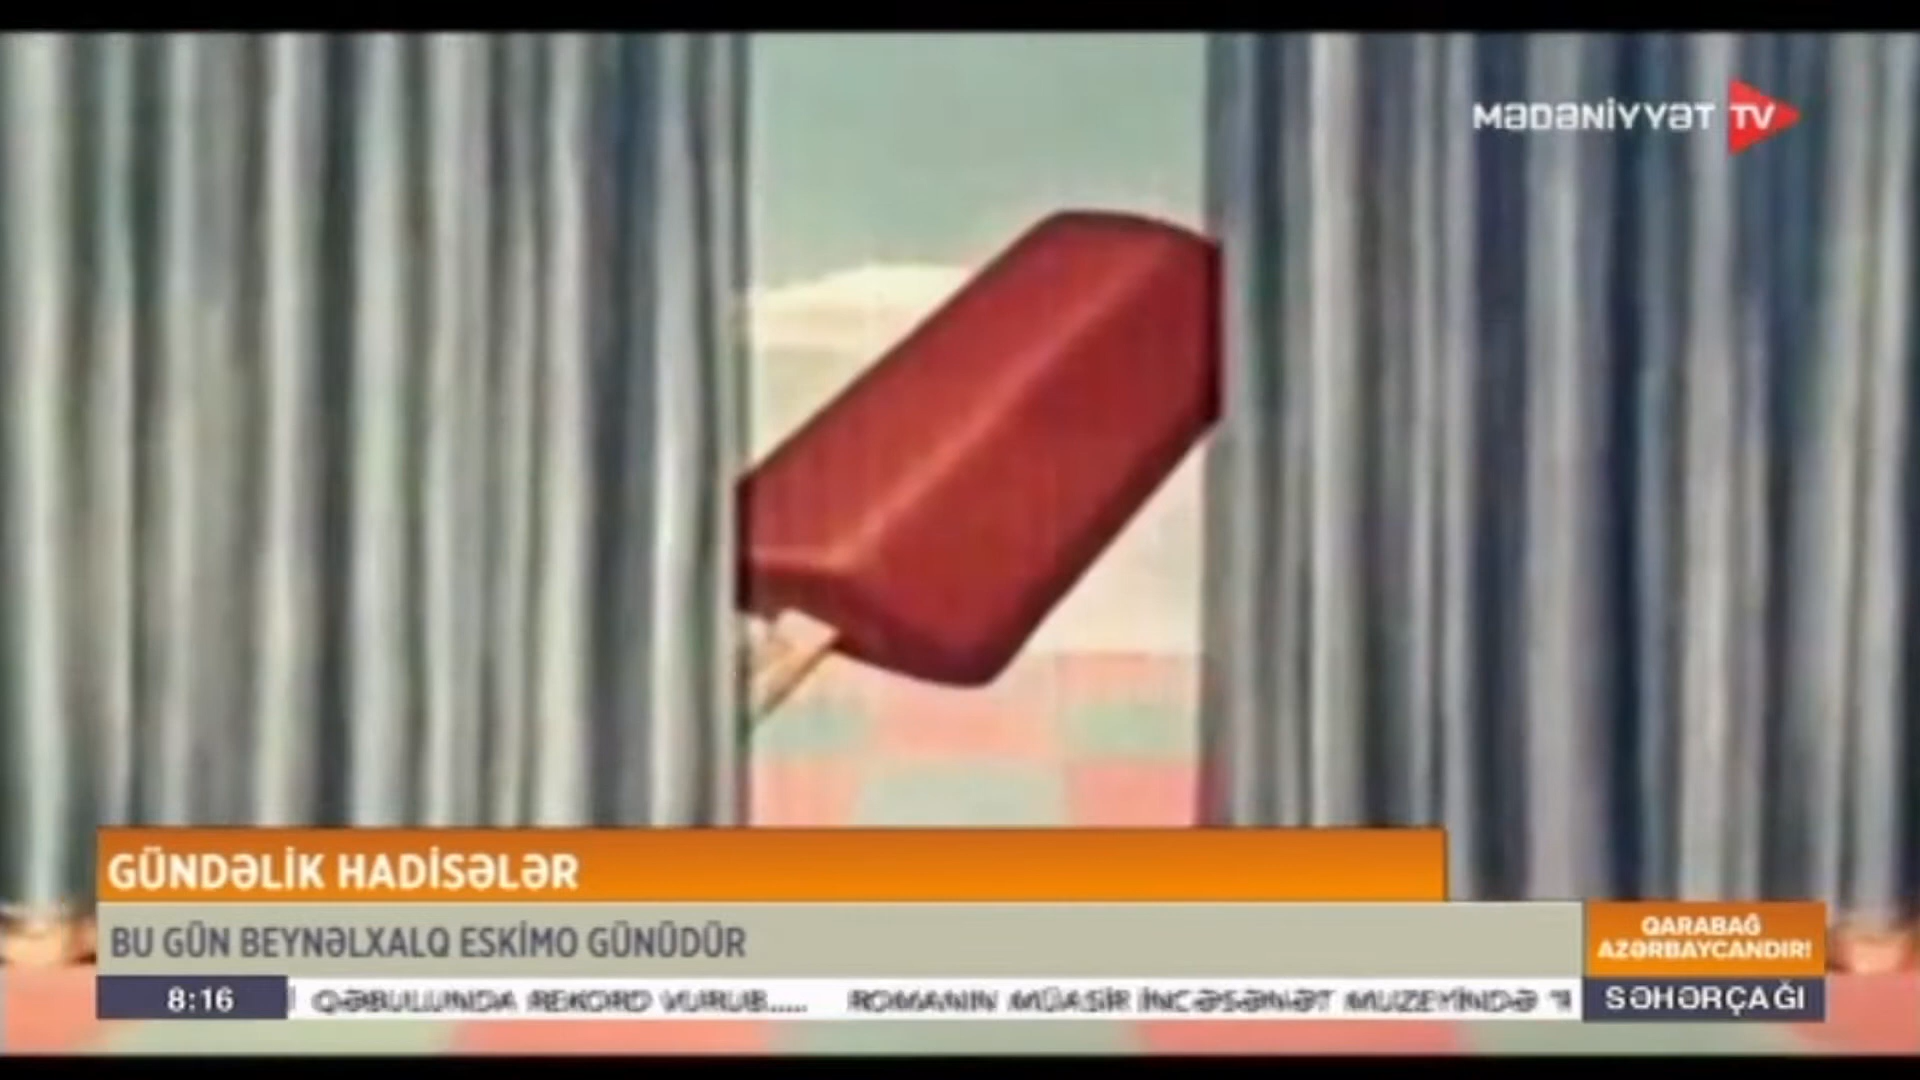 MƏDƏNİYYƏT TV
GÜNDƏLİK HADİSƏLƏR
BU GÜN BEYNƏLXALQ ESKİMO GÜNÜDÜR
QARABAĞ
AZƏRBAYCANDIR!
8:16
QƏBULUNDA REKORD VURUB..... ROMANIN MÜASİR İNCƏSƏNƏT MUZEYİNDƏ
SƏHƏRÇAĞI